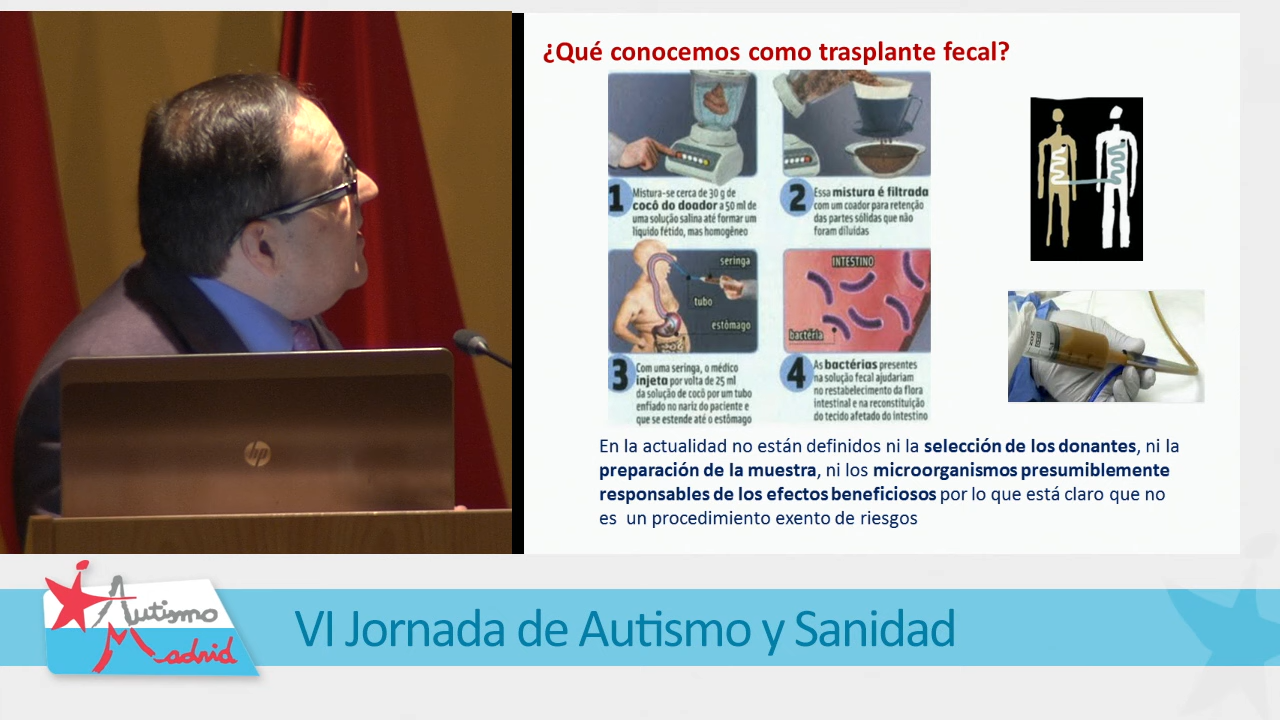 ¿Qué conocemos como trasplante fecal?
1
Mistura-se cerca de 30 g de
cocô do doador a 50 ml de
uma solução salina até formar um
líquido fétido, mas homogêneo
2
Essa mistura é filtrada
com um coador para retenção
das partes sólidas que não
foram diluídas
seringa
tubo
estômago
3
Com uma seringa, o médico
injeta por volta de 25 ml
da solução de cocô por um tubo
enfiado no nariz do paciente e
que se estende até o estômago
INTESTINO
bactéria
4
As bactérias presentes
na solução fecal ajudariam
no restabelecimento da flora
intestinal e na reconstituição
do tecido afetado do intestino
En la actualidad no están definidos ni la selección de los donantes, ni la
preparación de la muestra, ni los microorganismos presumiblemente
responsables de los efectos beneficiosos por lo que está claro que no
es un procedimiento exento de riesgos
hp
Autismo
Madrid
VI Jornada de Autismo y Sanidad